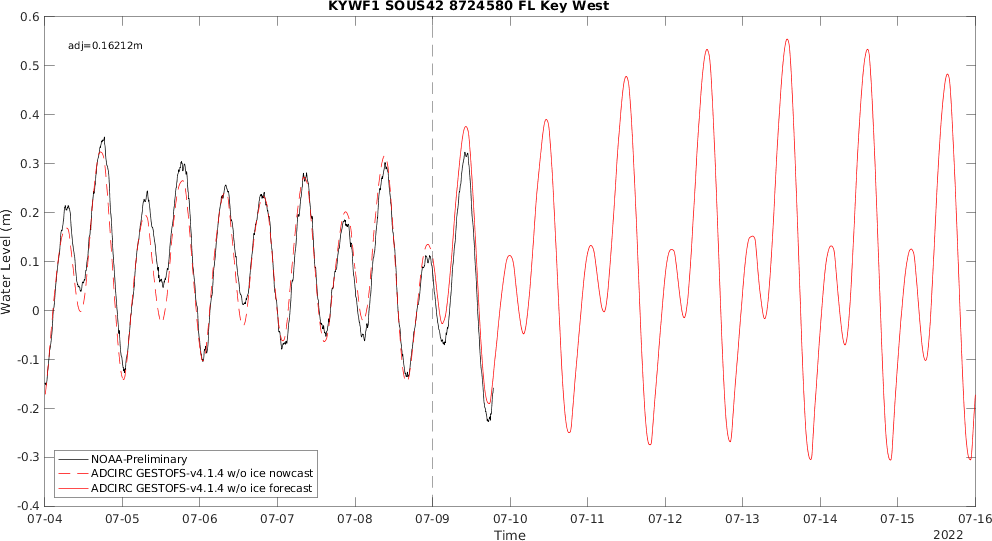 KYWF1 SOUS42 8724580 FL Key West
adj=0.16212m
Water Level (m)
0.6
0.5
0.4
0.3
0.2
0.1
0
-0.1
-0.2
-0.3
-0.4
NOAA-Preliminary
ADCIRC GESTOFS-v4.1.4 w/o ice nowcast
ADCIRC GESTOFS-v4.1.4 w/o ice forecast
07-04 07-05 07-06 07-07 07-08 07-09 07-10 07-11 07-12 07-13 07-14 07-15 07-16
Time
2022